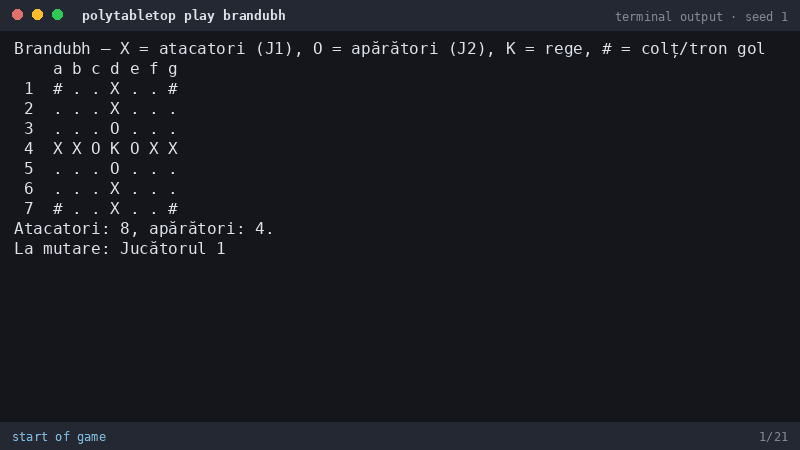 polytabletop play brandubh
terminal output · seed 1
Brandubh — X = atacatori (J1), O = apărători (J2), K = rege, # = colț/tron gol
a b c d e f g
1 # . . X . . #
2 . . . X . . .
3 . . . O . . .
4 X X O K O X X
5 . . . O . . .
6 . . . X . . .
7 # . . X . . #
Atacatori: 8, apărători: 4.
La mutare: Jucătorul 1
start of game
1/21